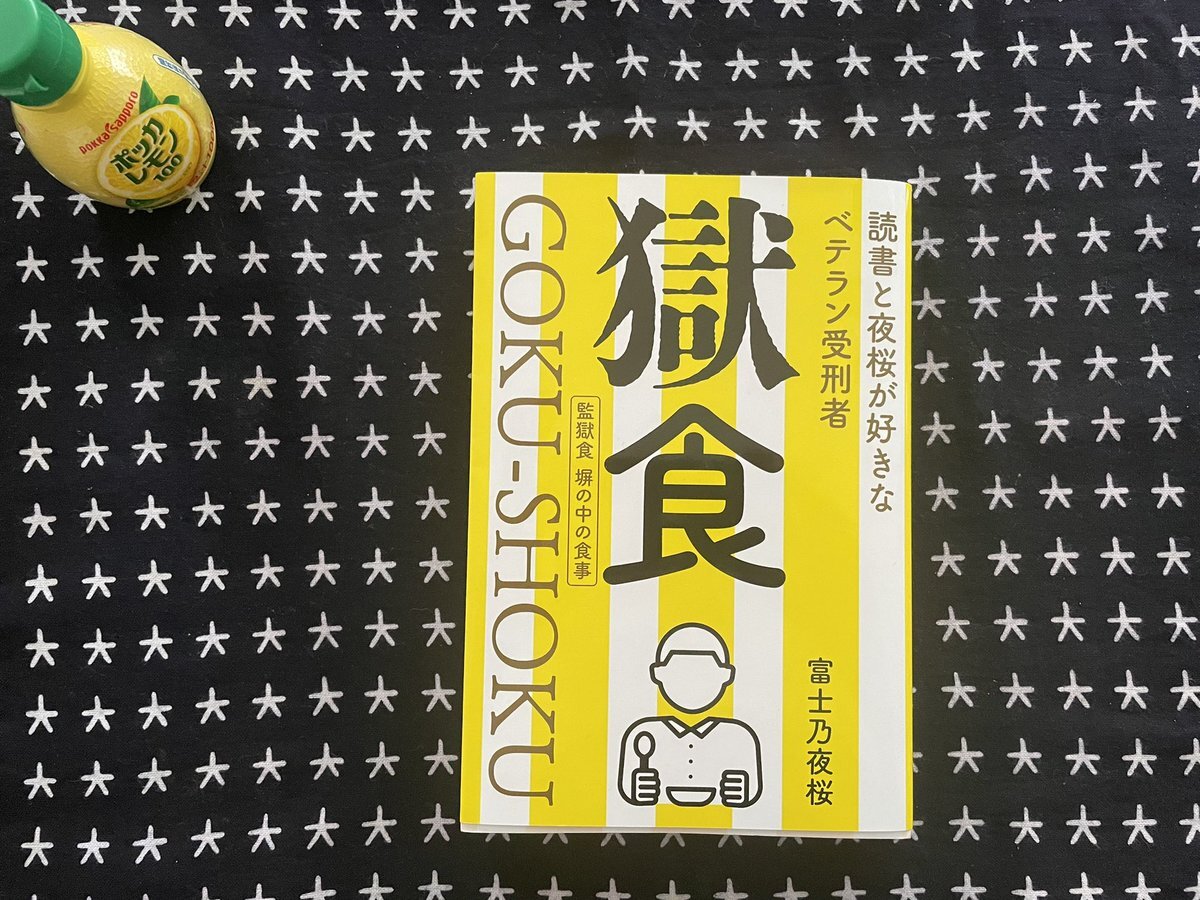 読書と夜桜が好きな
ベテラン受刑者
富士乃夜桜
獄食
監獄食 塀の中の食事
GOKU-SHOKU
POKKA Sapporo
ポッカ
レモン
100